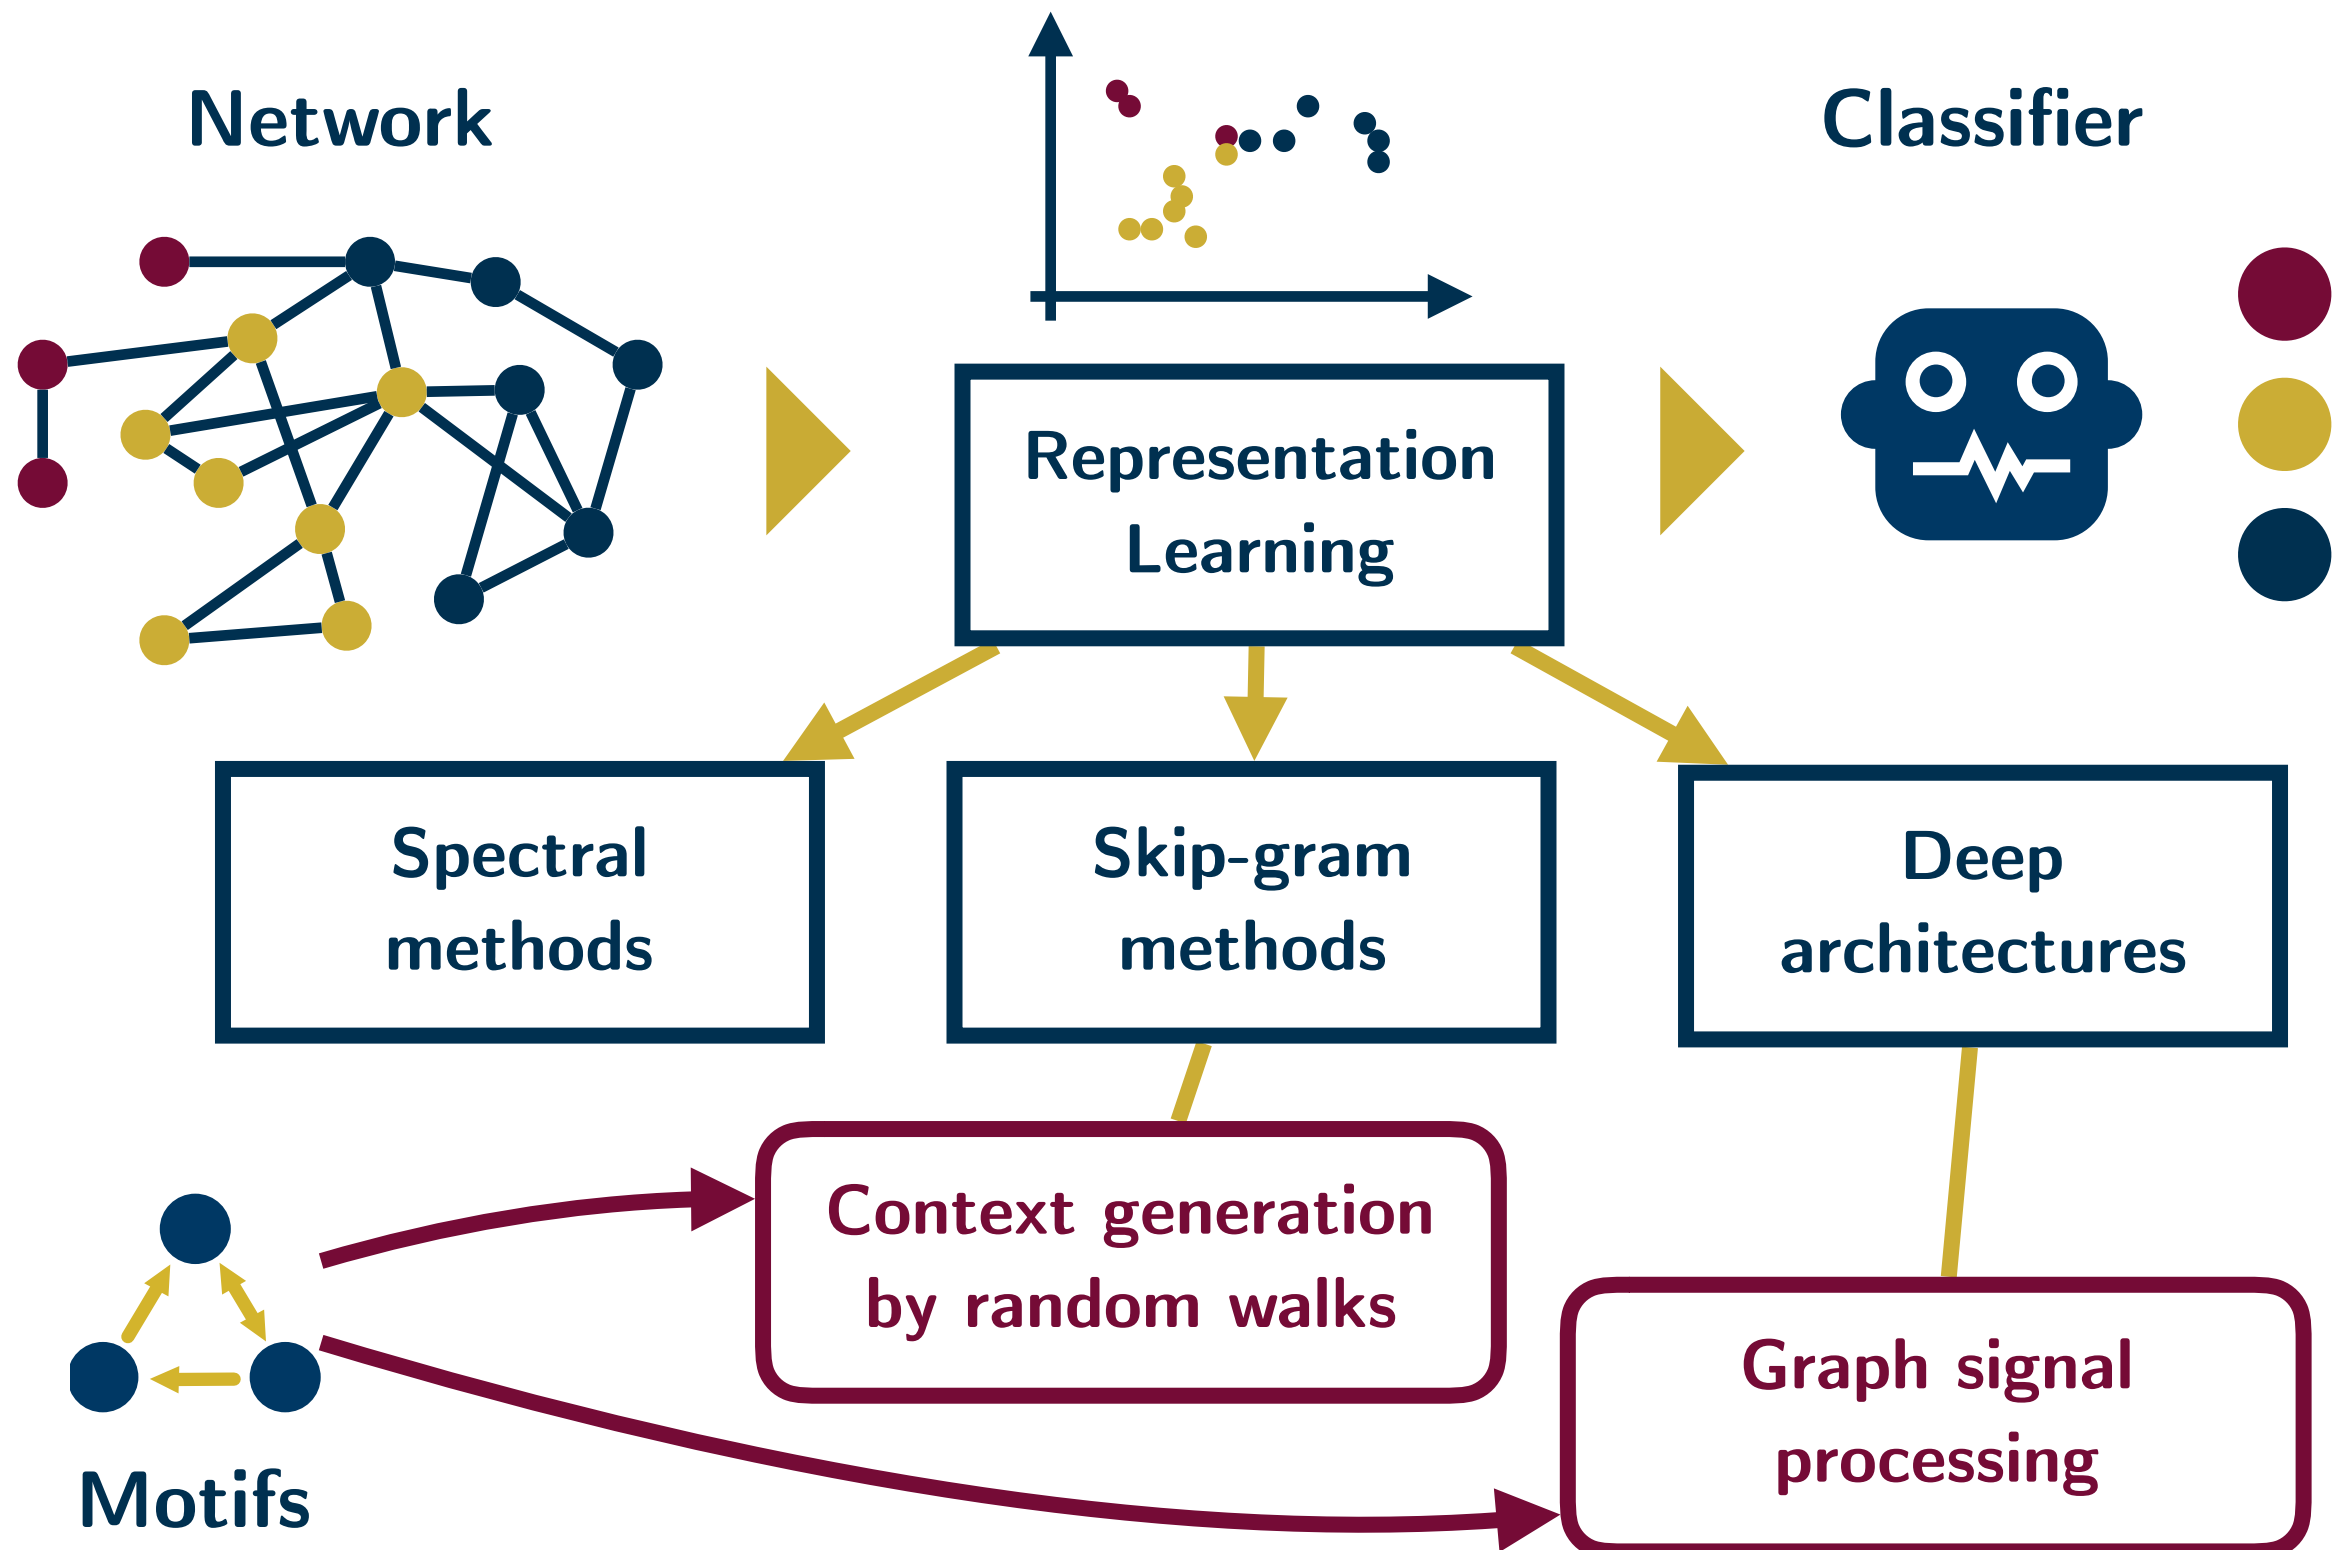 Network
Classifier
Representation
Learning
Spectral
methods
Skip-gram
methods
Deep
architectures
Context generation
by random walks
Graph signal
processing
Motifs